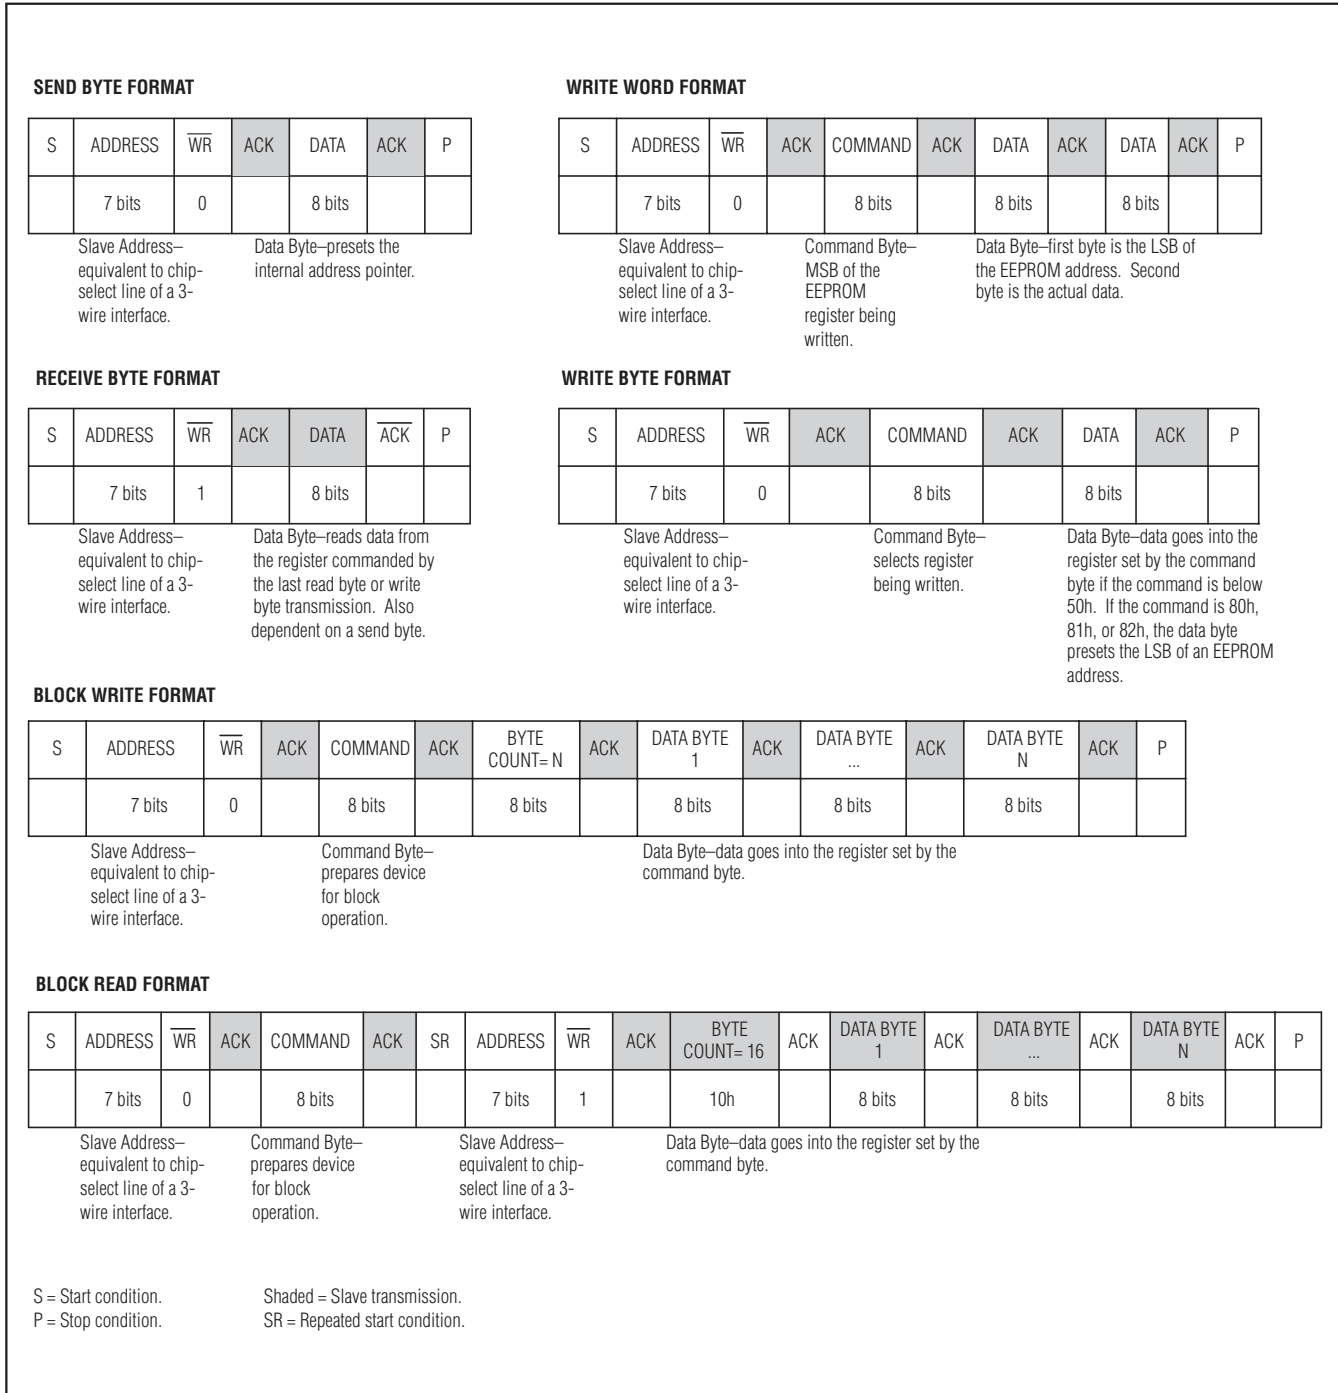 SEND BYTE FORMAT
S ADDRESS WR ACK DATA ACK P
7 bits 0 8 bits
Slave Address–
equivalent to chip-
select line of a 3-
wire interface.
Data Byte–presets the
internal address pointer.
WRITE WORD FORMAT
S ADDRESS WR ACK COMMAND ACK DATA ACK DATA ACK P
7 bits 0 8 bits 8 bits 8 bits
Slave Address–
equivalent to chip-
select line of a 3-
wire interface.
Command Byte–
MSB of the
EEPROM
register being
written.
Data Byte–first byte is the LSB of
the EEPROM address. Second
byte is the actual data.
RECEIVE BYTE FORMAT
S ADDRESS WR ACK DATA ACK P
7 bits 1 8 bits
Slave Address–
equivalent to chip-
select line of a 3-
wire interface.
Data Byte–reads data from
the register commanded by
the last read byte or write
byte transmission. Also
dependent on a send byte.
WRITE BYTE FORMAT
S ADDRESS WR ACK COMMAND ACK DATA ACK P
7 bits 0 8 bits 8 bits
Slave Address–
equivalent to chip-
select line of a 3-
wire interface.
Command Byte–
selects register
being written.
Data Byte–data goes into the
register set by the command
byte if the command is below
50h. If the command is 80h,
81h, or 82h, the data byte
presets the LSB of an EEPROM
address.
BLOCK WRITE FORMAT
S ADDRESS WR ACK COMMAND ACK BYTE COUNT= N ACK DATA BYTE 1 ACK DATA BYTE ... ACK DATA BYTE N ACK P
7 bits 0 8 bits 8 bits 8 bits 8 bits 8 bits
Slave Address–
equivalent to chip-
select line of a 3-
wire interface.
Command Byte–
prepares device
for block
operation.
Data Byte–data goes into the register set by the
command byte.
BLOCK READ FORMAT
S ADDRESS WR ACK COMMAND ACK SR ADDRESS WR ACK BYTE COUNT= 16 ACK DATA BYTE 1 ACK DATA BYTE ... ACK DATA BYTE N ACK P
7 bits 0 8 bits 7 bits 1 10h 8 bits 8 bits 8 bits
Slave Address–
equivalent to chip-
select line of a 3-
wire interface.
Command Byte–
prepares device
for block
operation.
Slave Address–
equivalent to chip-
select line of a 3-
wire interface.
Data Byte–data goes into the register set by the
command byte.
S = Start condition.
P = Stop condition.
Shaded = Slave transmission.
SR = Repeated start condition.